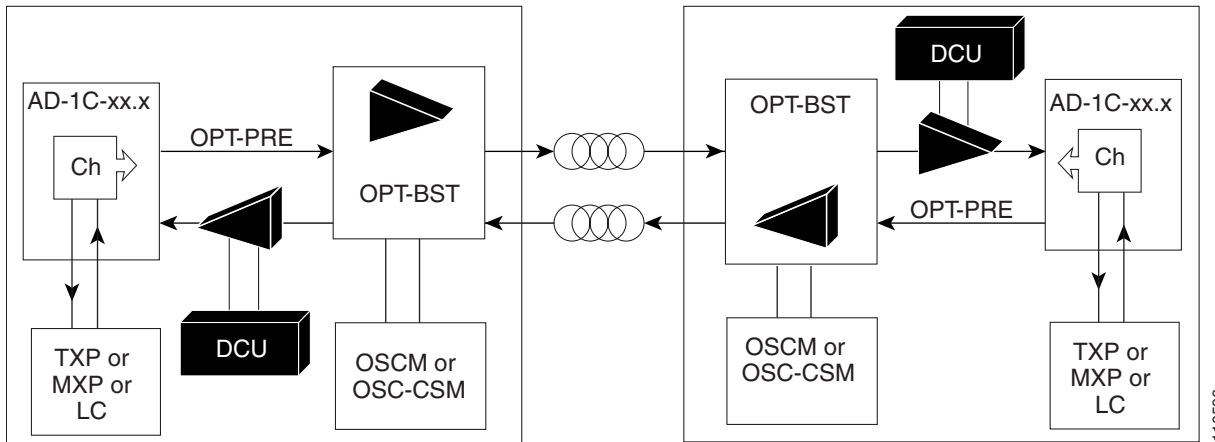 AD-1C-xx.x
Ch
OPT-PRE
OPT-BST
DCU
TXP or
MXP or
LC
OSCM or
OSC-CSM
OPT-BST
DCU
AD-1C-xx.x
Ch
OPT-PRE
OSCM or
OSC-CSM
TXP or
MXP or
LC